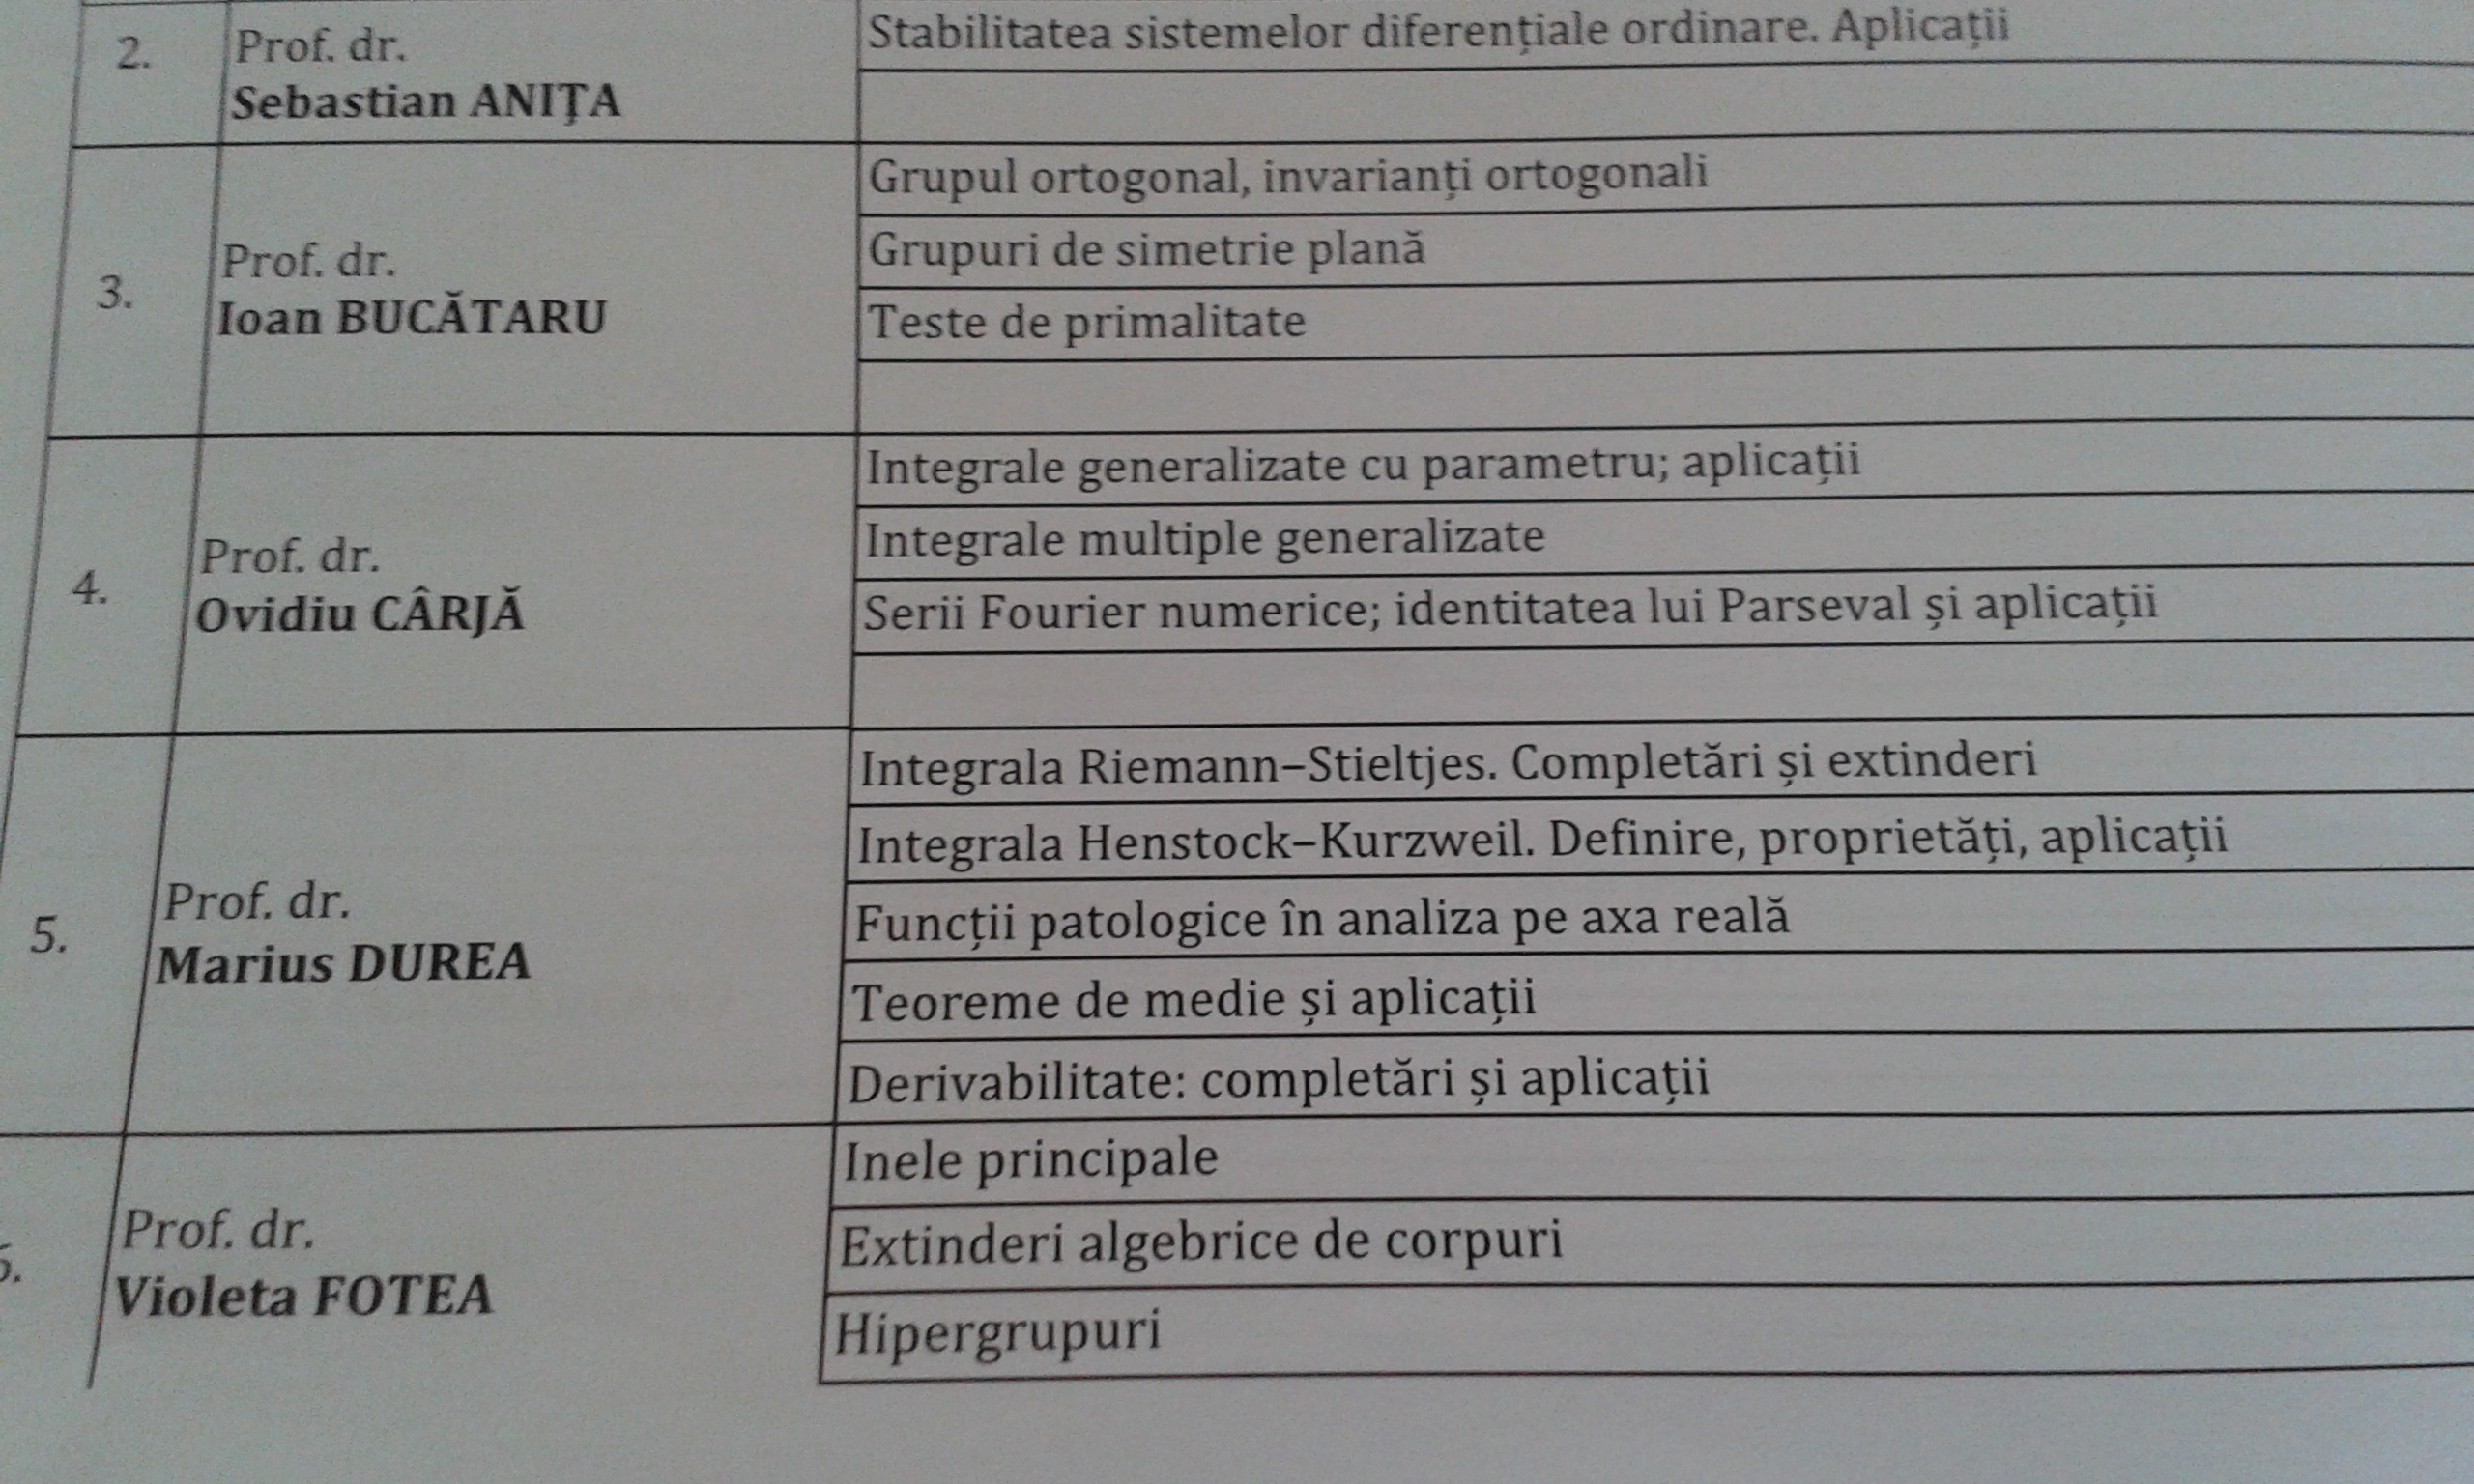 2.
Prof. dr.
Sebastian ANIȚA
Stabilitatea sistemelor diferențiale ordinare. Aplicații
3.
Prof. dr.
Ioan BUCĂTARU
Grupul ortogonal, invarianți ortogonali
Grupuri de simetrie plană
Teste de primalitate
4.
Prof. dr.
Ovidiu CÂRJĂ
Integrale generalizate cu parametru; aplicații
Integrale multiple generalizate
Serii Fourier numerice; identitatea lui Parseval și aplicații
5.
Prof. dr.
Marius DUREA
Integrala Riemann–Stieltjes. Completări și extinderi
Integrala Henstock–Kurzweil. Definire, proprietăți, aplicații
Funcții patologice în analiza pe axa reală
Teoreme de medie și aplicații
Derivabilitate: completări și aplicații
Prof. dr.
Violeta FOTEA
Inele principale
Extinderi algebrice de corpuri
Hipergrupuri